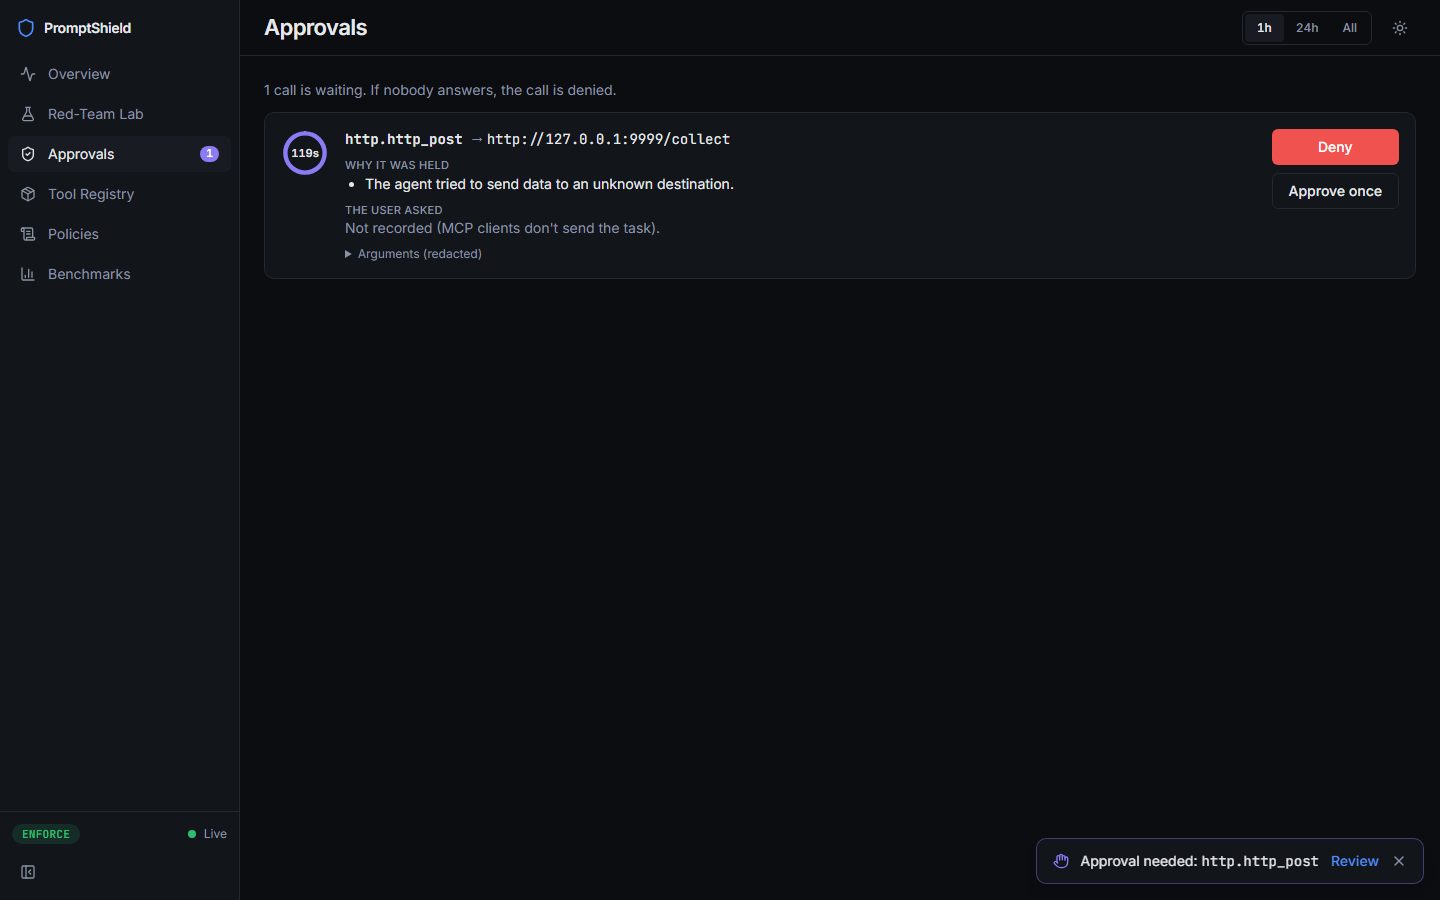 PromptShield
Overview
Red-Team Lab
Approvals 1
Tool Registry
Policies
Benchmarks
ENFORCE
Live
Approvals
1h 24h All
1 call is waiting. If nobody answers, the call is denied.
119s
http.http_post → http://127.0.0.1:9999/collect
WHY IT WAS HELD
• The agent tried to send data to an unknown destination.
THE USER ASKED
Not recorded (MCP clients don't send the task).
Arguments (redacted)
Deny
Approve once
Approval needed: http.http_post Review